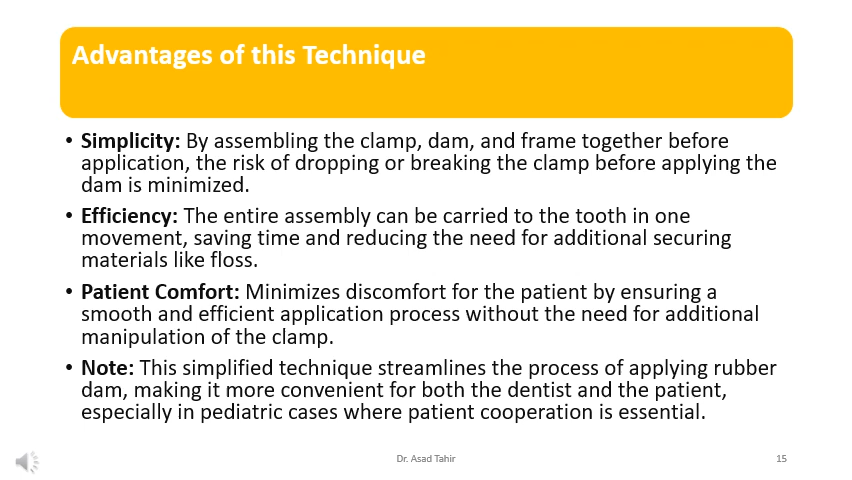 Advantages of this Technique
• Simplicity: By assembling the clamp, dam, and frame together before
application, the risk of dropping or breaking the clamp before applying the
dam is minimized.
• Efficiency: The entire assembly can be carried to the tooth in one
movement, saving time and reducing the need for additional securing
materials like floss.
• Patient Comfort: Minimizes discomfort for the patient by ensuring a
smooth and efficient application process without the need for additional
manipulation of the clamp.
• Note: This simplified technique streamlines the process of applying rubber
dam, making it more convenient for both the dentist and the patient,
especially in pediatric cases where patient cooperation is essential.
Dr. Asad Tahir
15